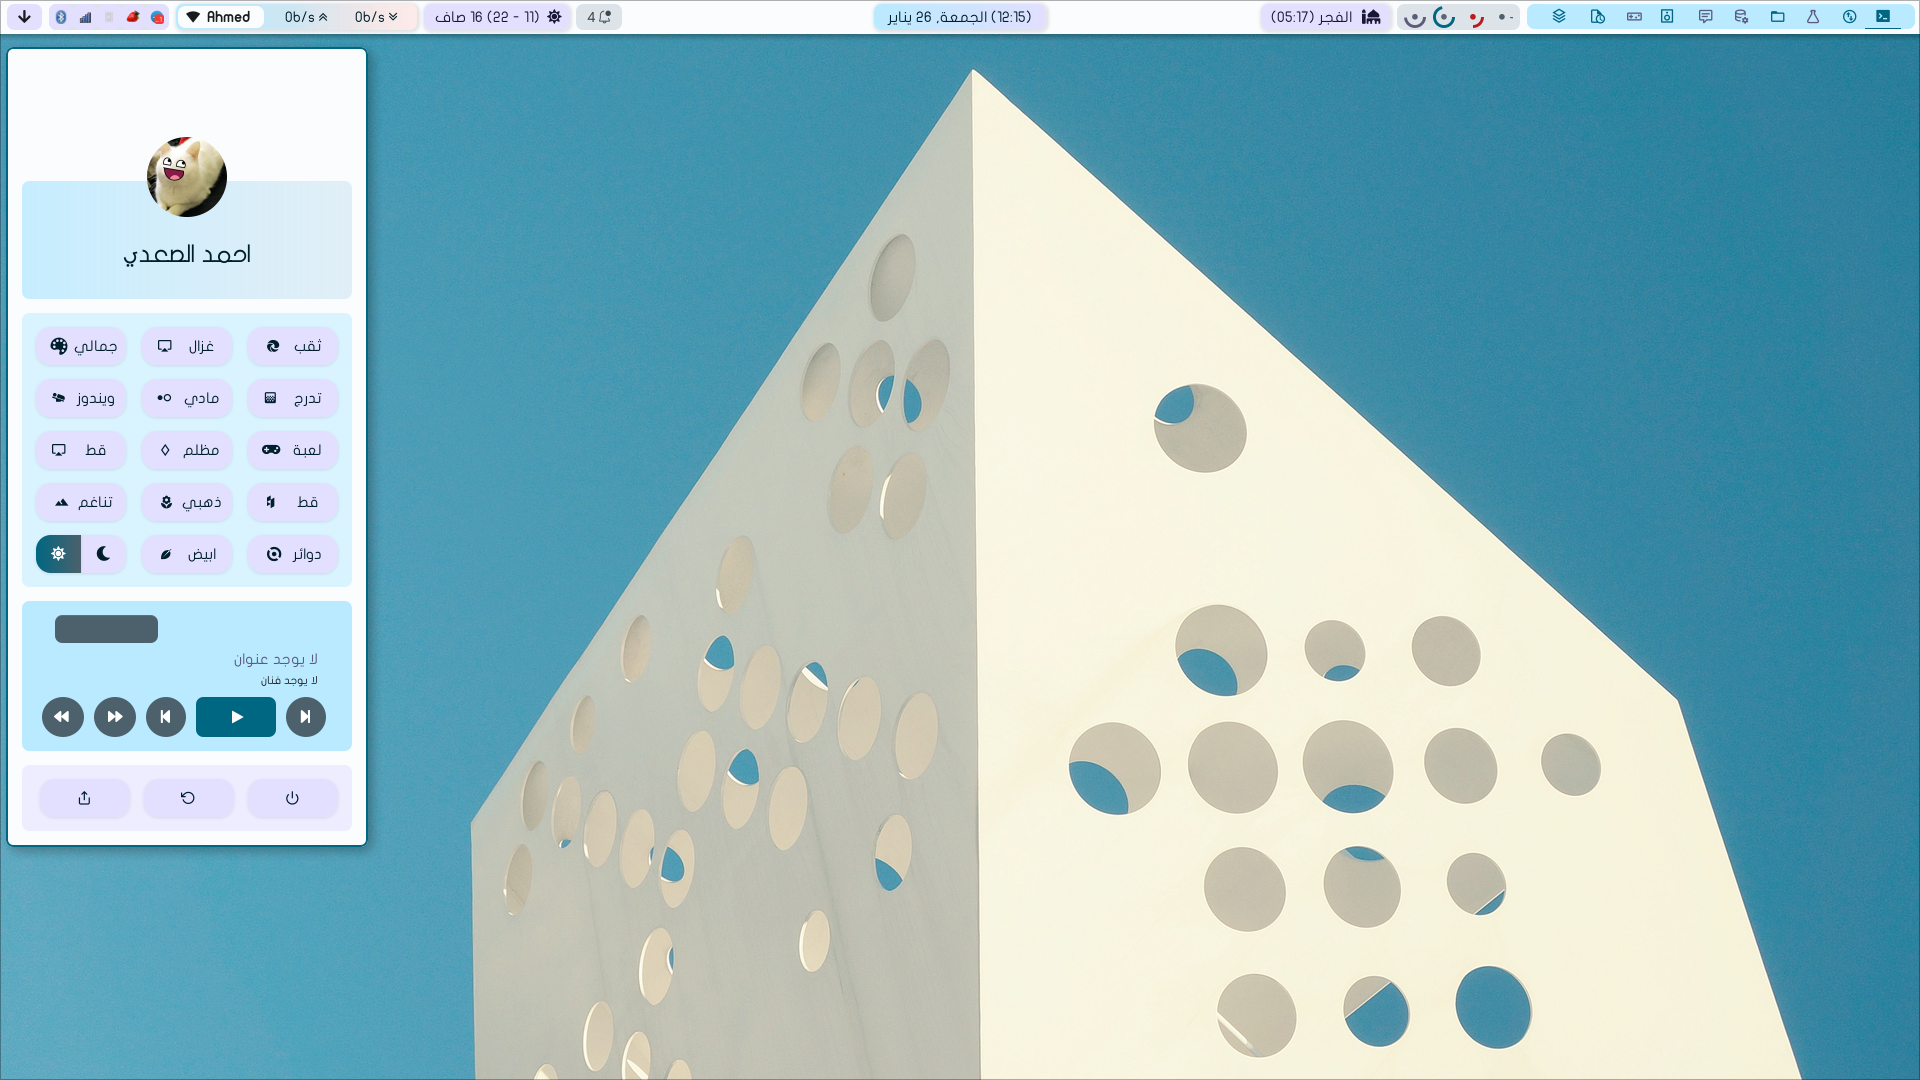 Ahmed
0b/s
0b/s
16 صاف (22 - 11)
4
(12:15) الجمعة, 26 يناير
الفجر (05:17)
احمد الصعدي
ثقب
غزال
جمالي
تدرج
مادي
ويندوز
لعبة
مظلم
قط
قط
ذهبي
تناغم
دوائر
ابيض
لا يوجد عنوان
لا يوجد فنان